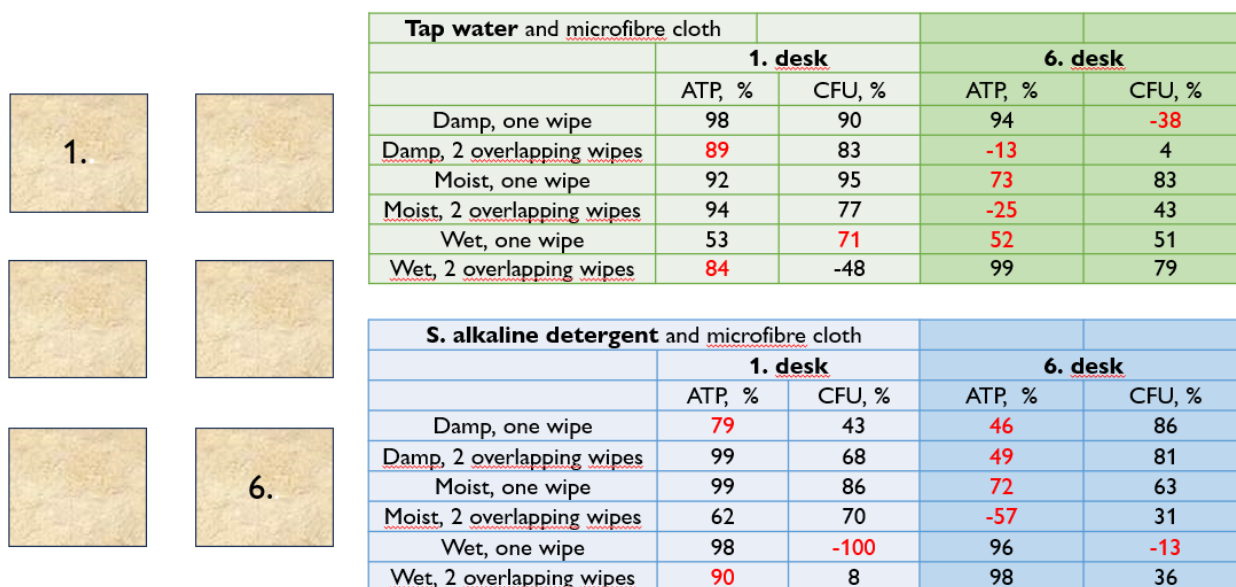 1.
6.
Tap water and microfibre cloth
1. desk 6. desk
ATP, % CFU, % ATP, % CFU, %
Damp, one wipe 98 90 94 -38
Damp, 2 overlapping wipes 89 83 -13 4
Moist, one wipe 92 95 73 83
Moist, 2 overlapping wipes 94 77 -25 43
Wet, one wipe 53 71 52 51
Wet, 2 overlapping wipes 84 -48 99 79
S. alkaline detergent and microfibre cloth
1. desk 6. desk
ATP, % CFU, % ATP, % CFU, %
Damp, one wipe 79 43 46 86
Damp, 2 overlapping wipes 99 68 49 81
Moist, one wipe 99 86 72 63
Moist, 2 overlapping wipes 62 70 -57 31
Wet, one wipe 98 -100 96 -13
Wet, 2 overlapping wipes 90 8 98 36